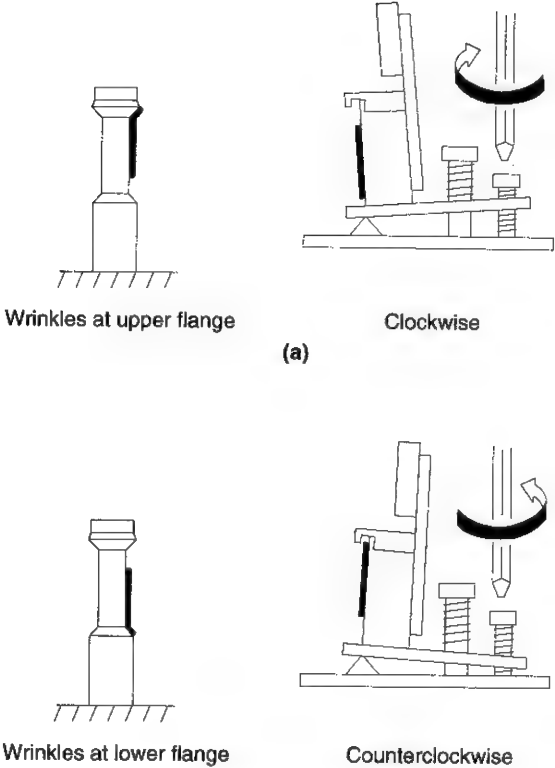 Wrinkles at upper flange
Clockwise
(a)
Wrinkles at lower flange
Counterclockwise